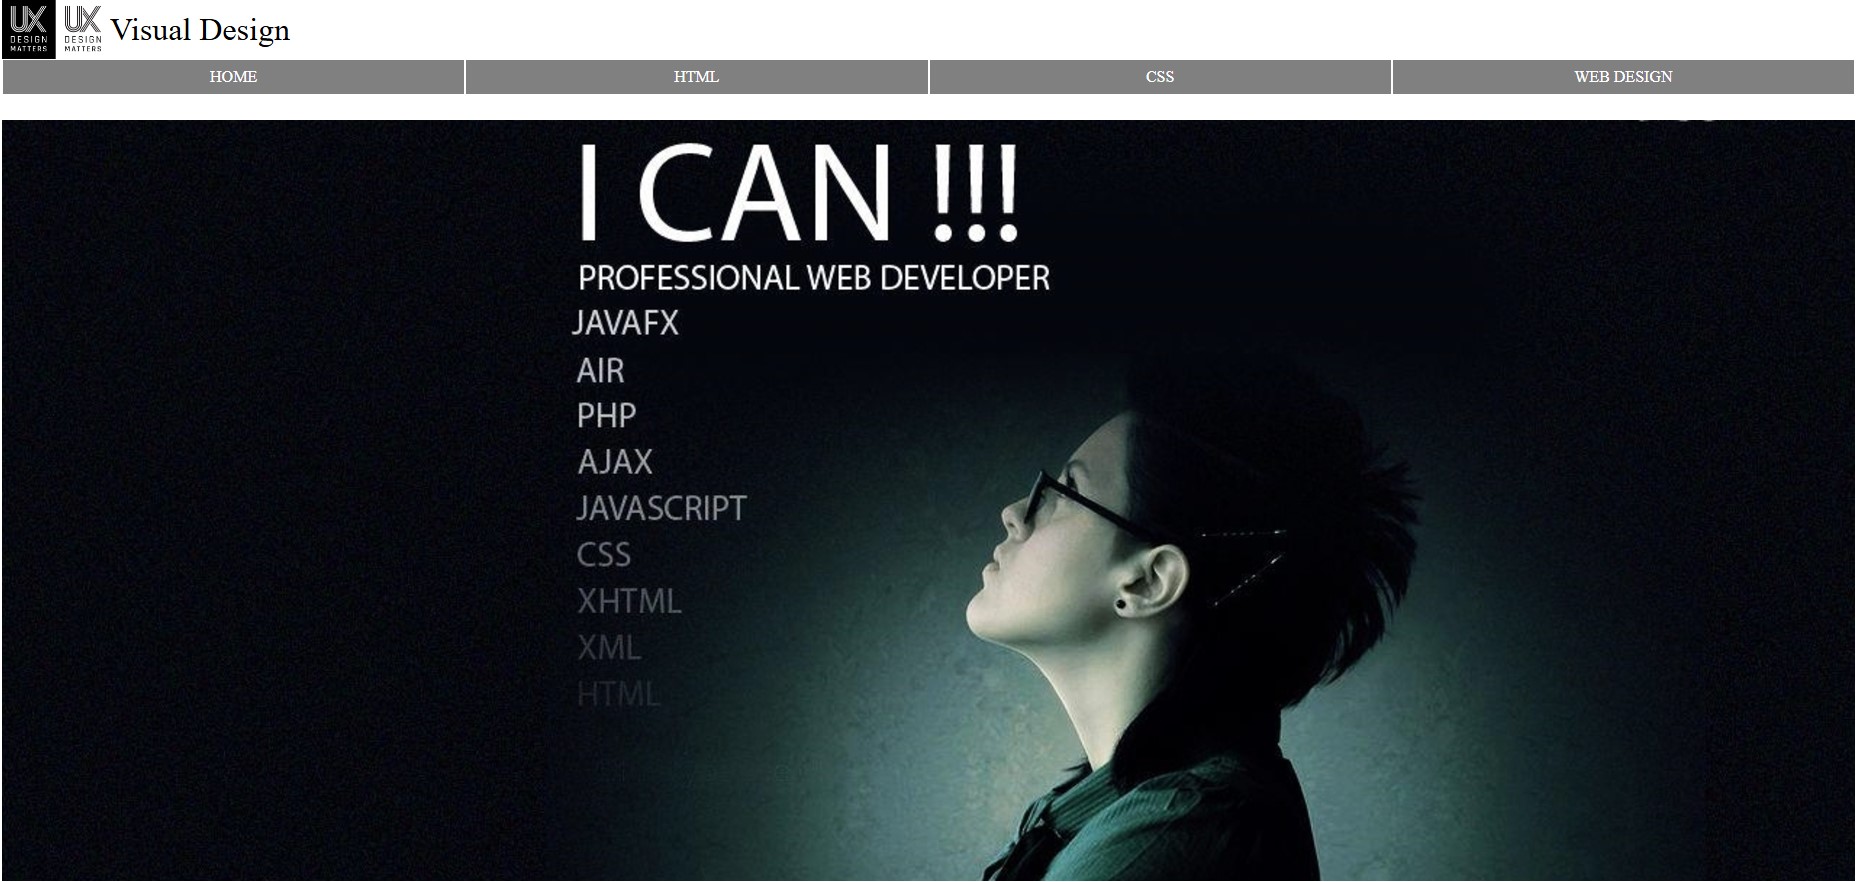 UX
DESIGN
MATTERS
UX
DESIGN
MATTERS
Visual Design
HOME
HTML
CSS
WEB DESIGN
I CAN !!!
PROFESSIONAL WEB DEVELOPER
JAVAFX
AIR
PHP
AJAX
JAVASCRIPT
CSS
XHTML
XML
HTML